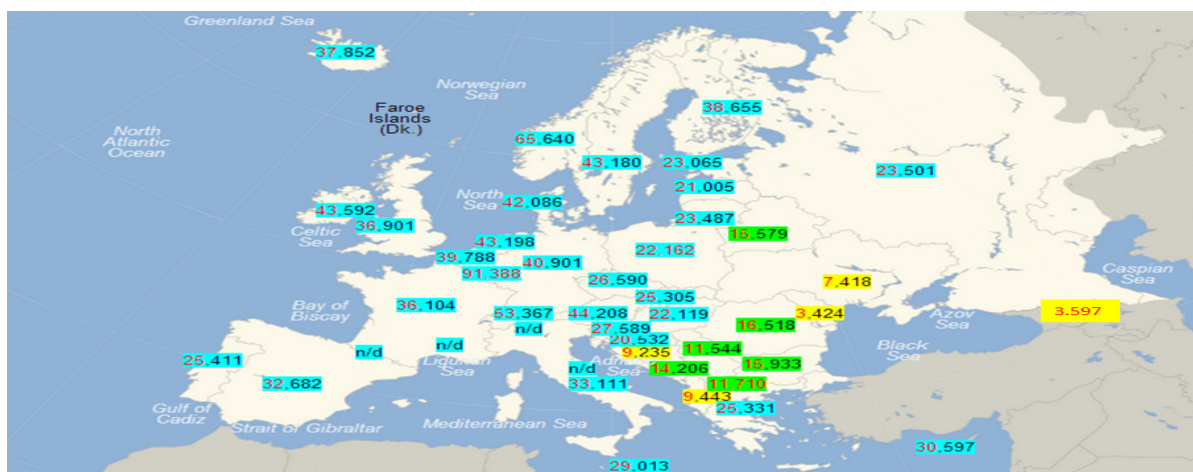 Greenland Sea
37,852
Norwegian
Sea
Faroe
Islands
(Dk.)
North
Atlantic
Ocean
38,655
65,640
43,180
23,065
23,501
21,005
North
Sea
42,086
43,592
36,901
Celtic
Sea
23,487
15,579
43,198
39,788
40,901
22,162
91,388
26,590
7,418
Caspian
Sea
25,305
Bay of
Biscay
36,104
53,367
44,208
22,119
3,424
3.597
Azov
Sea
n/d
27,589
16,518
20,532
Black
Sea
n/d
n/d
Ligurian
Sea
9,235
11,544
25,411
n/d
Sea
14,206
15,933
32,682
33,111
11,710
9,443
25,331
Gulf of
Cadiz
Strait of Gibraltar
Mediterranean Sea
30,597
29,013